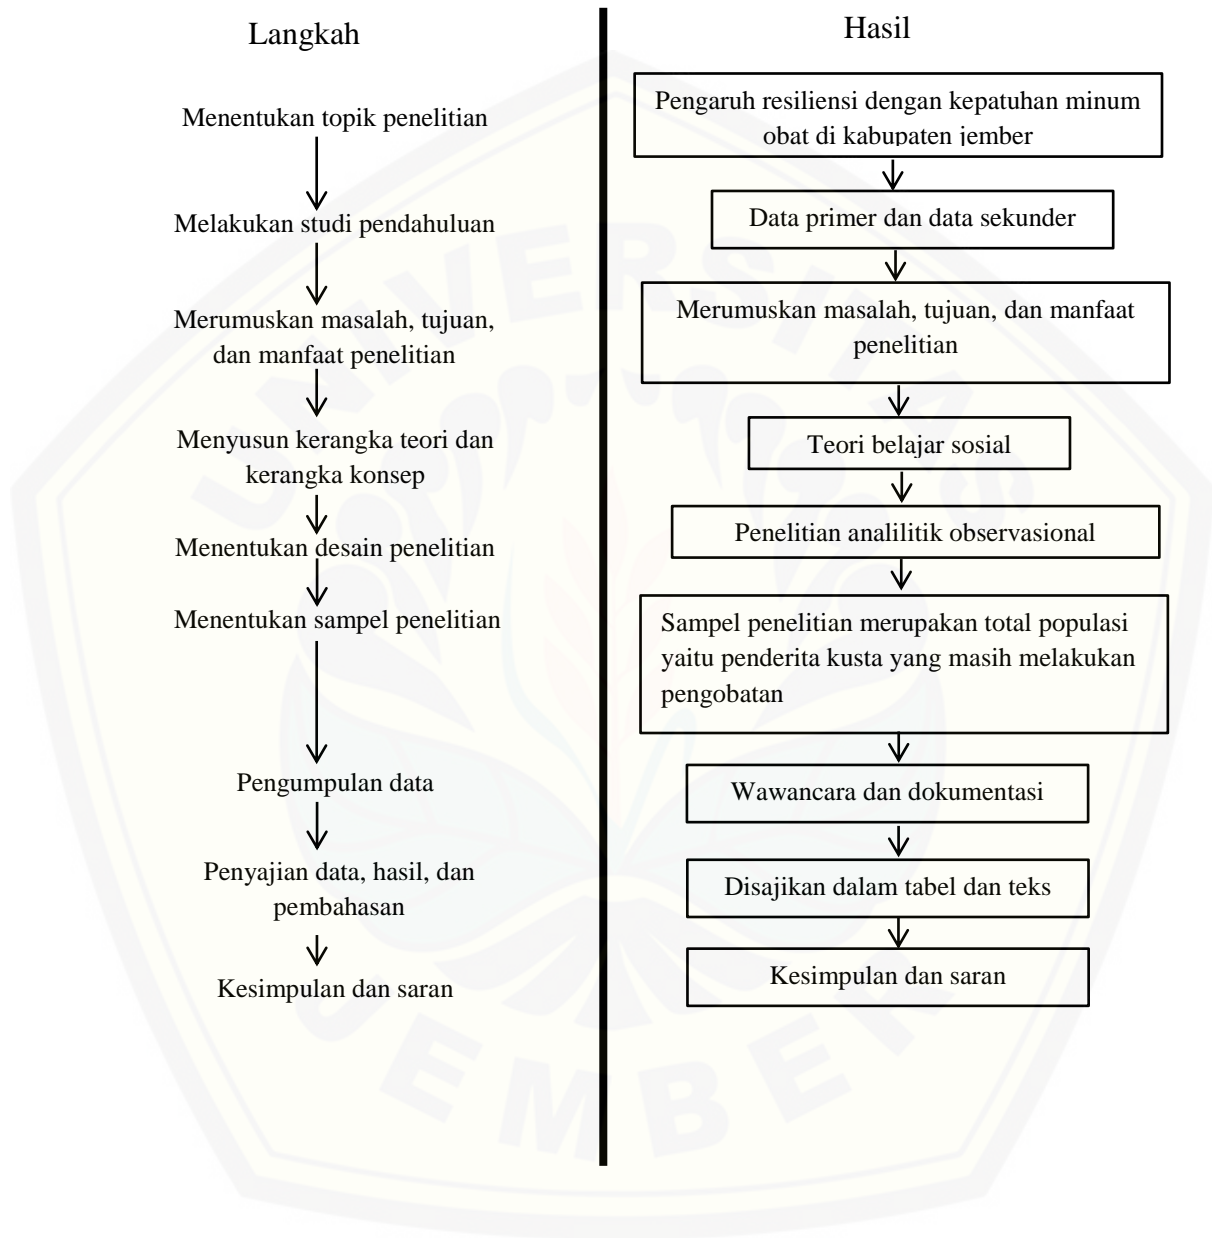 Langkah
Menentukan topik penelitian
Melakukan studi pendahuluan
Merumuskan masalah, tujuan,
dan manfaat penelitian
Menyusun kerangka teori dan
kerangka konsep
Menentukan desain penelitian
Menentukan sampel penelitian
Pengumpulan data
Penyajian data, hasil, dan
pembahasan
Kesimpulan dan saran
Hasil
Pengaruh resiliensi dengan kepatuhan minum
obat di kabupaten jember
Data primer dan data sekunder
Merumuskan masalah, tujuan, dan manfaat
penelitian
Teori belajar sosial
Penelitian analilitik observasional
Sampel penelitian merupakan total populasi
yaitu penderita kusta yang masih melakukan
pengobatan
Wawancara dan dokumentasi
Disajikan dalam tabel dan teks
Kesimpulan dan saran
UNIVERSITAS
JEMBER